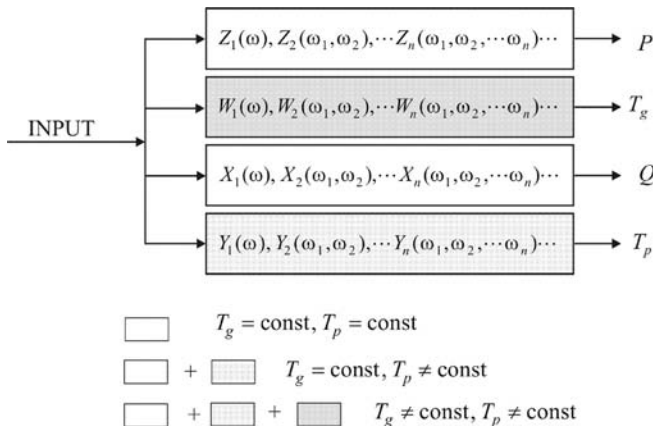 Z₁(ω), Z₂(ω₁,ω₂),⋯Zₙ(ω₁,ω₂,⋯ωₙ)⋯ P
W₁(ω), W₂(ω₁,ω₂),⋯Wₙ(ω₁,ω₂,⋯ωₙ)⋯ T_g
INPUT
X₁(ω), X₂(ω₁,ω₂),⋯Xₙ(ω₁,ω₂,⋯ωₙ)⋯ Q
Y₁(ω), Y₂(ω₁,ω₂),⋯Yₙ(ω₁,ω₂,⋯ωₙ)⋯ T_p
T_g = const, T_p = const
+ T_g = const, T_p ≠ const
+ + T_g ≠ const, T_p ≠ const